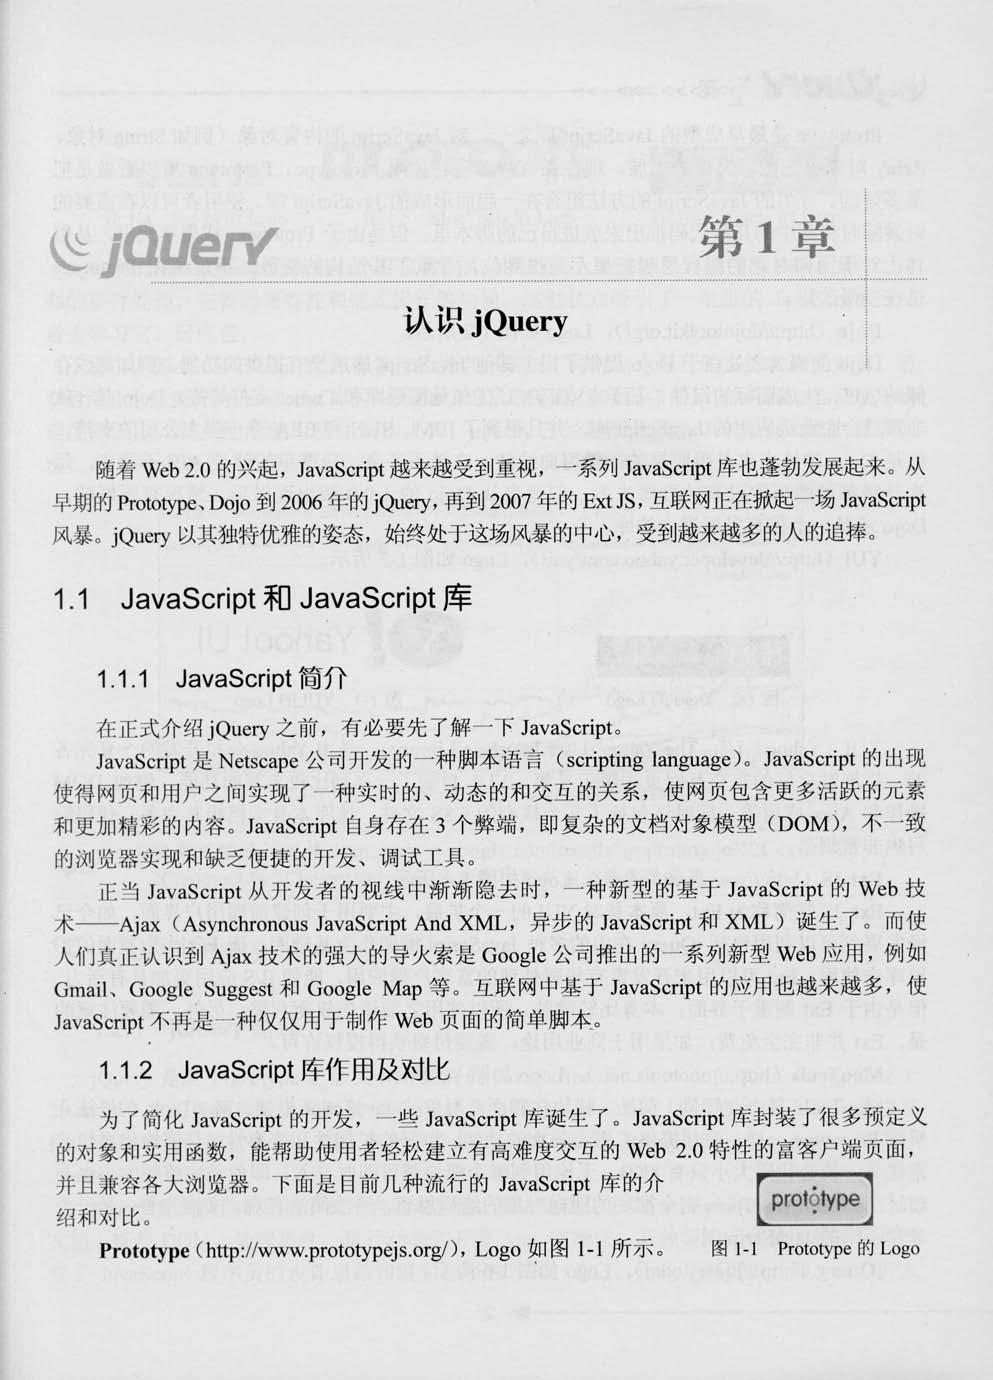 jQuery
第1章
认识 jQuery
随着 Web 2.0 的兴起，JavaScript 越来越受到重视，一系列 JavaScript 库也蓬勃发展起来。从
早期的 Prototype、Dojo 到 2006 年的 jQuery，再到 2007 年的 Ext JS，互联网正在掀起一场 JavaScript
风暴。jQuery 以其独特优雅的姿态，始终处于这场风暴的中心，受到越来越多的人的追捧。
1.1 JavaScript 和 JavaScript 库
1.1.1 JavaScript 简介
在正式介绍 jQuery 之前，有必要先了解一下 JavaScript。
JavaScript 是 Netscape 公司开发的一种脚本语言（scripting language）。JavaScript 的出现
使得网页和用户之间实现了一种实时的、动态的和交互的关系，使网页包含更多活跃的元素
和更加精彩的内容。JavaScript 自身存在 3 个弊端，即复杂的文档对象模型（DOM），不一致
的浏览器实现和缺乏便捷的开发、调试工具。
正当 JavaScript 从开发者的视线中渐渐隐去时，一种新型的基于 JavaScript 的 Web 技
术——Ajax（Asynchronous JavaScript And XML，异步的 JavaScript 和 XML）诞生了。而使
人们真正认识到 Ajax 技术的强大的导火索是 Google 公司推出的一系列新型 Web 应用，例如
Gmail、Google Suggest 和 Google Map 等。互联网中基于 JavaScript 的应用也越来越多，使
JavaScript 不再是一种仅仅用于制作 Web 页面的简单脚本。
1.1.2 JavaScript 库作用及对比
为了简化 JavaScript 的开发，一些 JavaScript 库诞生了。JavaScript 库封装了很多预定义
的对象和实用函数，能帮助使用者轻松建立有高难度交互的 Web 2.0 特性的富客户端页面，
并且兼容各大浏览器。下面是目前几种流行的 JavaScript 库的介
绍和对比。
prototype
Prototype（http://www.prototypejs.org/），Logo 如图 1-1 所示。
图 1-1 Prototype 的 Logo